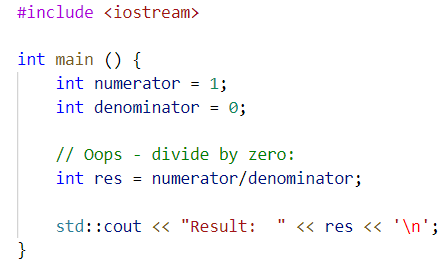 #include <iostream>

int main () {
    int numerator = 1;
    int denominator = 0;

    // Oops - divide by zero:
    int res = numerator/denominator;

    std::cout << "Result:  " << res << '\n';
}